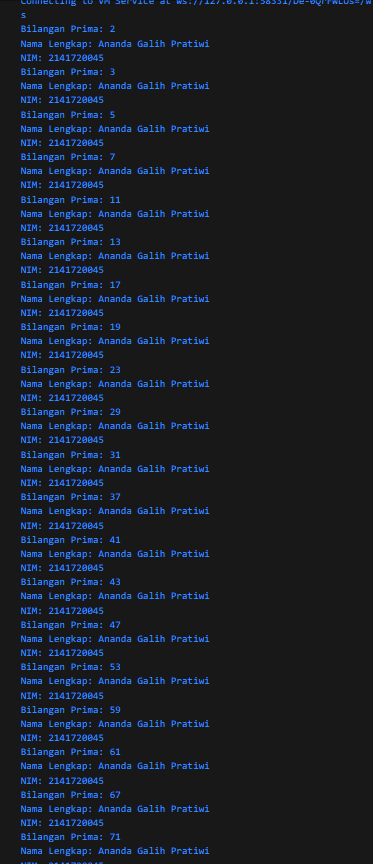 Connecting to VM Service at
s
Bilangan Prima: 2
Nama Lengkap: Ananda Galih Pratiwi
NIM: 2141720045
Bilangan Prima: 3
Nama Lengkap: Ananda Galih Pratiwi
NIM: 2141720045
Bilangan Prima: 5
Nama Lengkap: Ananda Galih Pratiwi
NIM: 2141720045
Bilangan Prima: 7
Nama Lengkap: Ananda Galih Pratiwi
NIM: 2141720045
Bilangan Prima: 11
Nama Lengkap: Ananda Galih Pratiwi
NIM: 2141720045
Bilangan Prima: 13
Nama Lengkap: Ananda Galih Pratiwi
NIM: 2141720045
Bilangan Prima: 17
Nama Lengkap: Ananda Galih Pratiwi
NIM: 2141720045
Bilangan Prima: 19
Nama Lengkap: Ananda Galih Pratiwi
NIM: 2141720045
Bilangan Prima: 23
Nama Lengkap: Ananda Galih Pratiwi
NIM: 2141720045
Bilangan Prima: 29
Nama Lengkap: Ananda Galih Pratiwi
NIM: 2141720045
Bilangan Prima: 31
Nama Lengkap: Ananda Galih Pratiwi
NIM: 2141720045
Bilangan Prima: 37
Nama Lengkap: Ananda Galih Pratiwi
NIM: 2141720045
Bilangan Prima: 41
Nama Lengkap: Ananda Galih Pratiwi
NIM: 2141720045
Bilangan Prima: 43
Nama Lengkap: Ananda Galih Pratiwi
NIM: 2141720045
Bilangan Prima: 47
Nama Lengkap: Ananda Galih Pratiwi
NIM: 2141720045
Bilangan Prima: 53
Nama Lengkap: Ananda Galih Pratiwi
NIM: 2141720045
Bilangan Prima: 59
Nama Lengkap: Ananda Galih Pratiwi
NIM: 2141720045
Bilangan Prima: 61
Nama Lengkap: Ananda Galih Pratiwi
NIM: 2141720045
Bilangan Prima: 67
Nama Lengkap: Ananda Galih Pratiwi
NIM: 2141720045
Bilangan Prima: 71
Nama Lengkap: Ananda Galih Pratiwi